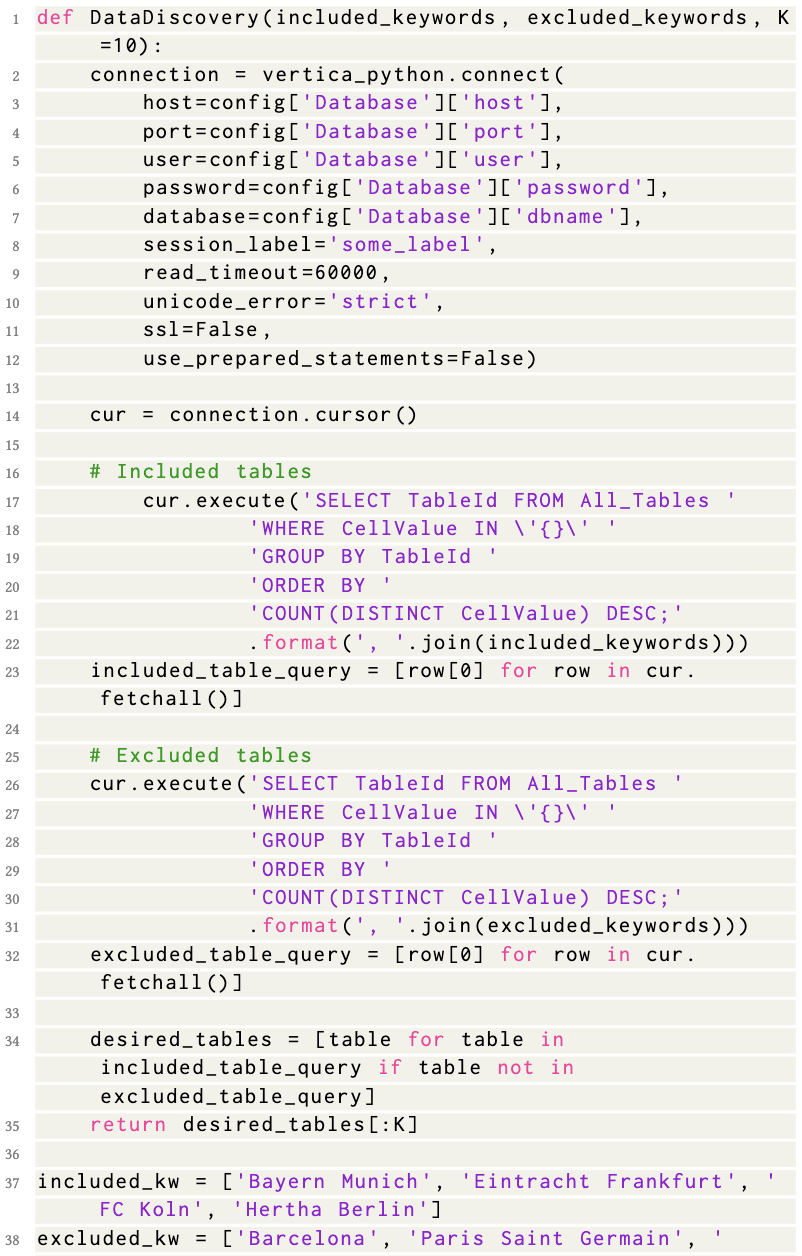 1 def DataDiscovery(included_keywords, excluded_keywords, K
=10):
2 connection = vertica_python.connect(
3 host=config['Database']['host'],
4 port=config['Database']['port'],
5 user=config['Database']['user'],
6 password=config['Database']['password'],
7 database=config['Database']['dbname'],
8 session_label='some_label',
9 read_timeout=60000,
10 unicode_error='strict',
11 ssl=False,
12 use_prepared_statements=False)
13
14 cur = connection.cursor()
15
16 # Included tables
17 cur.execute('SELECT TableId FROM All_Tables '
18 'WHERE CellValue IN \'{}\' '
19 'GROUP BY TableId '
20 'ORDER BY '
21 'COUNT(DISTINCT CellValue) DESC;'
22 .format(', '.join(included_keywords)))
23 included_table_query = [row[0] for row in cur.
fetchall()]
24
25 # Excluded tables
26 cur.execute('SELECT TableId FROM All_Tables '
27 'WHERE CellValue IN \'{}\' '
28 'GROUP BY TableId '
29 'ORDER BY '
30 'COUNT(DISTINCT CellValue) DESC;'
31 .format(', '.join(excluded_keywords)))
32 excluded_table_query = [row[0] for row in cur.
fetchall()]
33
34 desired_tables = [table for table in
included_table_query if table not in
excluded_table_query]
35 return desired_tables[:K]
36
37 included_kw = ['Bayern Munich', 'Eintracht Frankfurt', '
FC Koln', 'Hertha Berlin']
38 excluded_kw = ['Barcelona', 'Paris Saint Germain', '